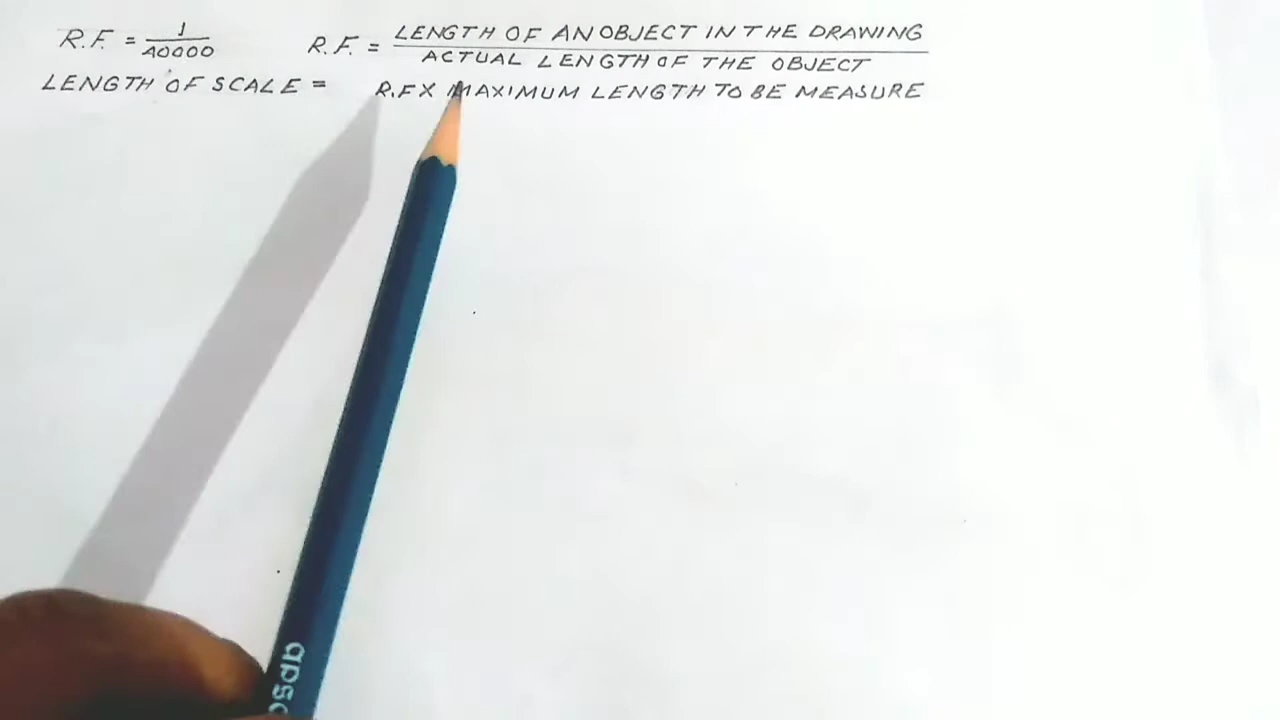 R.F. = 1/40000 R.F. = LENGTH OF AN OBJECT IN THE DRAWING / ACTUAL LENGTH OF THE OBJECT
LENGTH OF SCALE = R.F X MAXIMUM LENGTH TO BE MEASURE
apsa